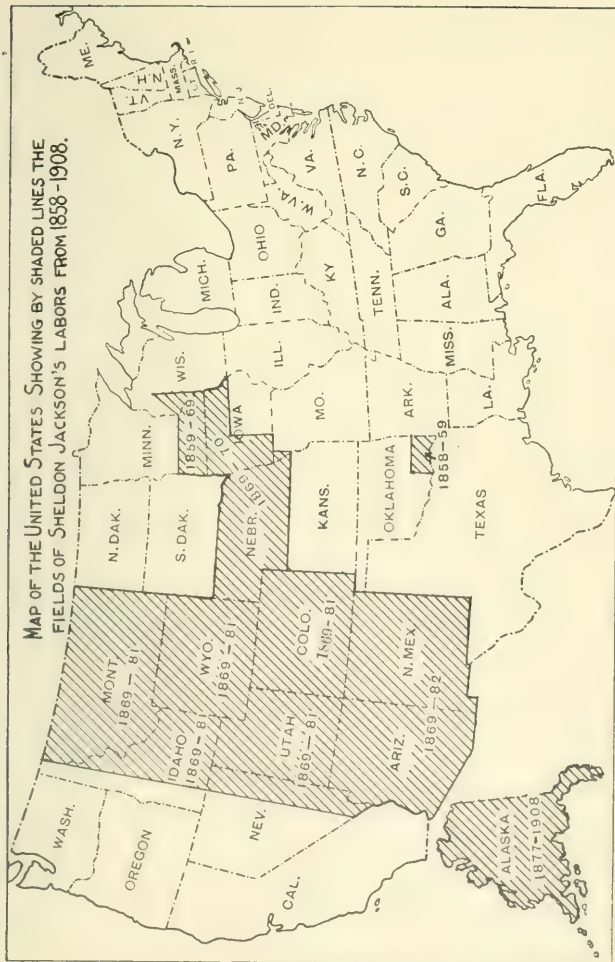 MAP OF THE UNITED STATES SHOWING BY SHADED LINES THE
FIELDS OF SHELDON JACKSON'S LABORS FROM 1858-1908.
WASH.
OREGON
CAL.
NEV.
IDAHO
1869-81
MONT.
1869-81
WYO.
1869-81
UTAH
1869-81
COLO.
1869-81
ARIZ.
N. MEX.
1869-82
N. DAK.
S. DAK.
NEBR.
1869
TO
KANS.
OKLAHOMA
1858-59
TEXAS
MINN.
1859-69
IOWA
MO.
ARK.
LA.
WIS.
ILL.
MICH.
IND.
OHIO
KY
TENN.
MISS.
ALA.
GA.
FLA.
S.C.
N.C.
VA.
W.VA.
MD.
DEL.
PA.
N.J.
N.Y.
VT.
N.H.
ME.
MASS.
CT.
R.I.
ALASKA
1877-1908